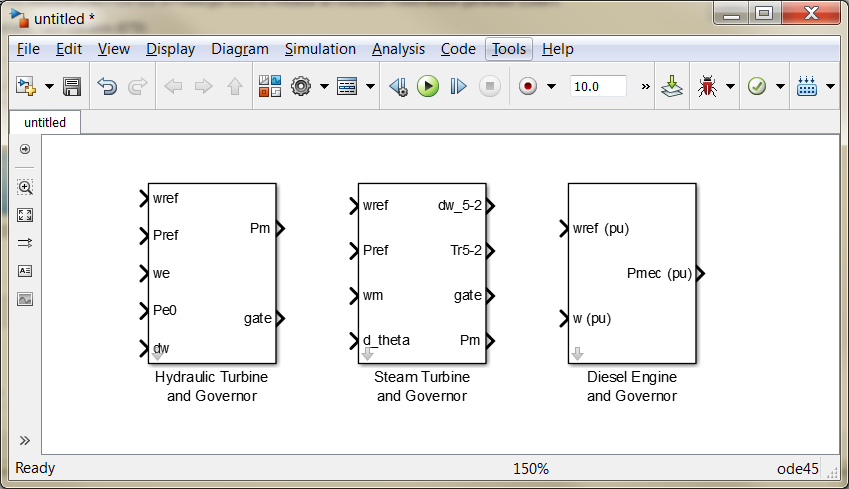 untitled *
File Edit View Display Diagram Simulation Analysis Code Tools Help
10.0 »
untitled
wref
Pref
we
Pe0
dw
Pm
gate
Hydraulic Turbine
and Governor
wref
Pref
wm
d_theta
dw_5-2
Tr5-2
gate
Pm
Steam Turbine
and Governor
wref (pu)
w (pu)
Pmec (pu)
Diesel Engine
and Governor
Ready 150% ode45